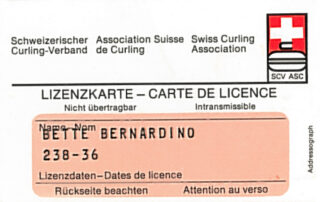 Schweizerischer Curling-Verband
Association Suisse de Curling
Swiss Curling Association
SCV ASC
LIZENZKARTE – CARTE DE LICENCE
Nicht übertragbar Intransmissible
Name – Nom
BETTE BERNARDINO
238-36
Lizenzdaten – Dates de licence
Rückseite beachten Attention au verso
Addressograph